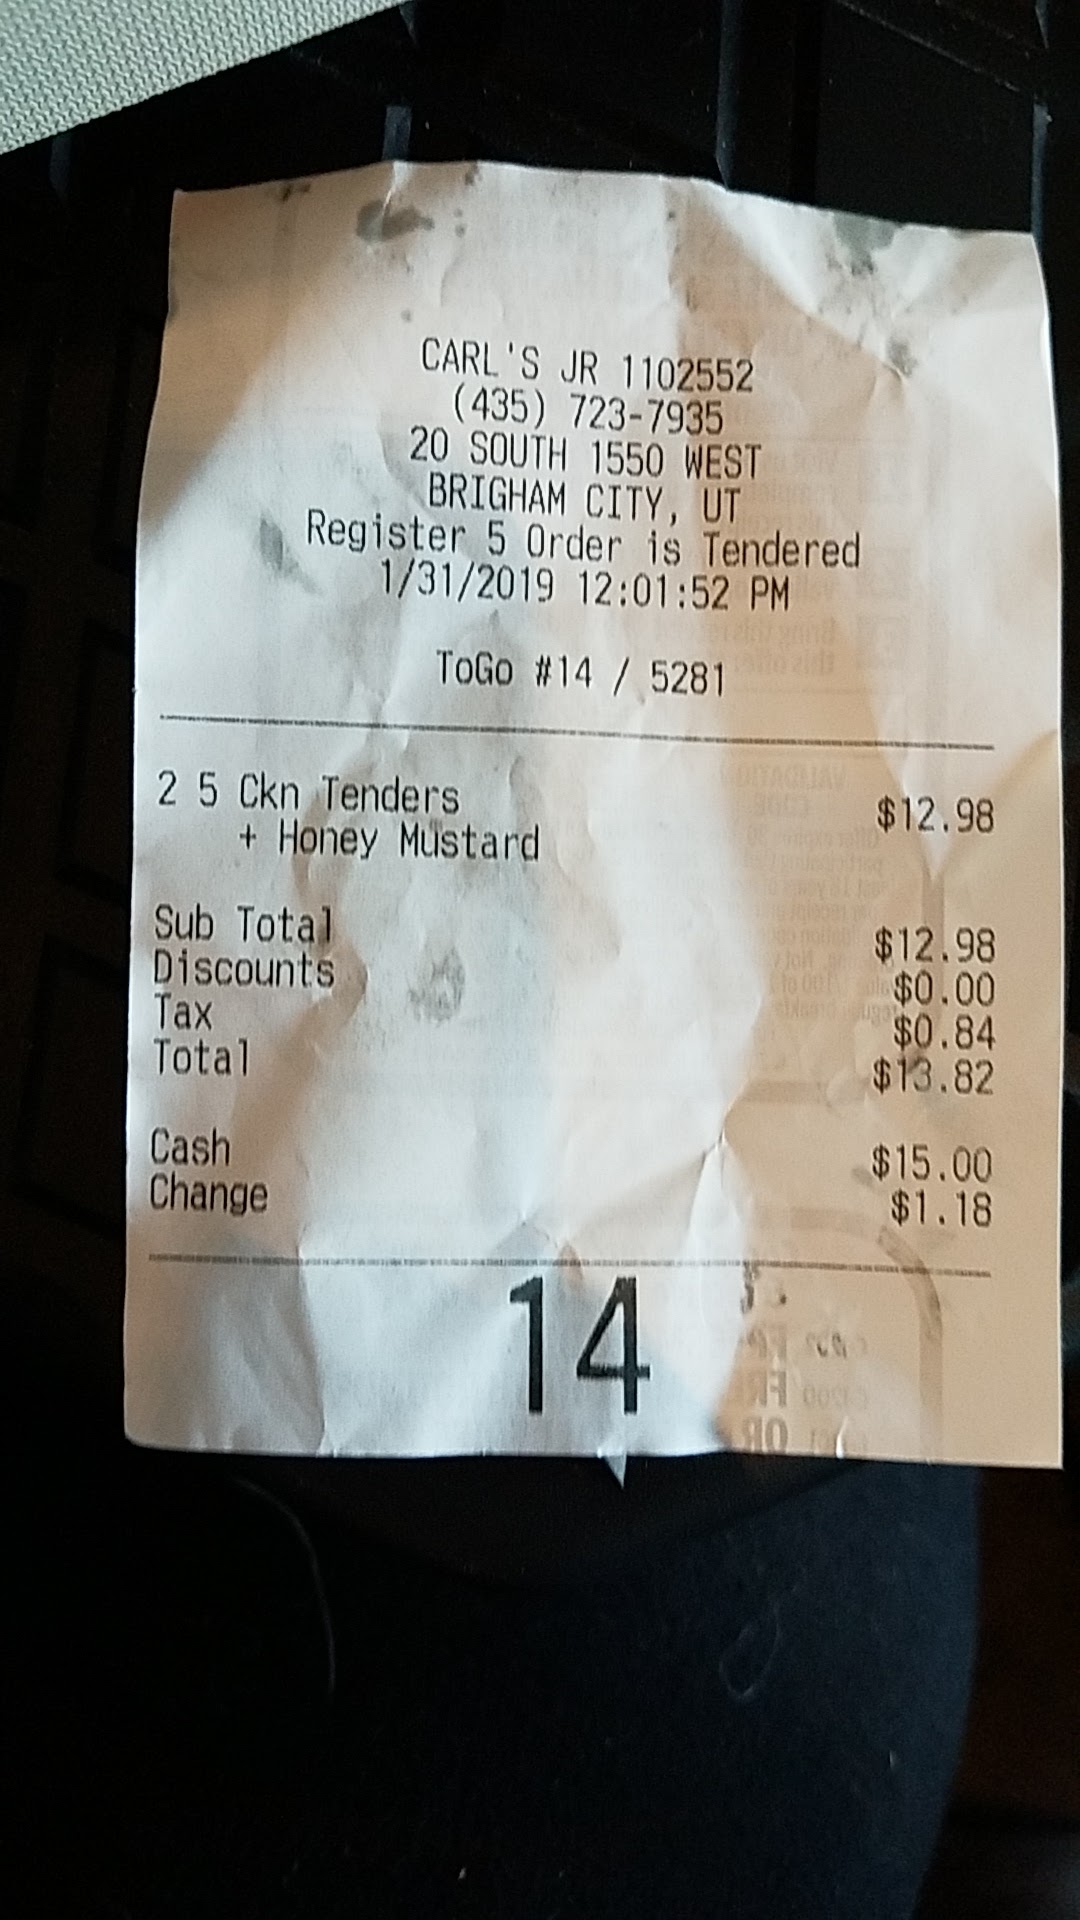 CARL'S JR 1102552
(435) 723-7935
20 SOUTH 1550 WEST
BRIGHAM CITY, UT
Register 5 Order is Tendered
1/31/2019 12:01:52 PM
ToGo #14 / 5281
2 5 Ckn Tenders $12.98
+ Honey Mustard
Sub Total $12.98
Discounts $0.00
Tax $0.84
Total $13.82
Cash $15.00
Change $1.18
14